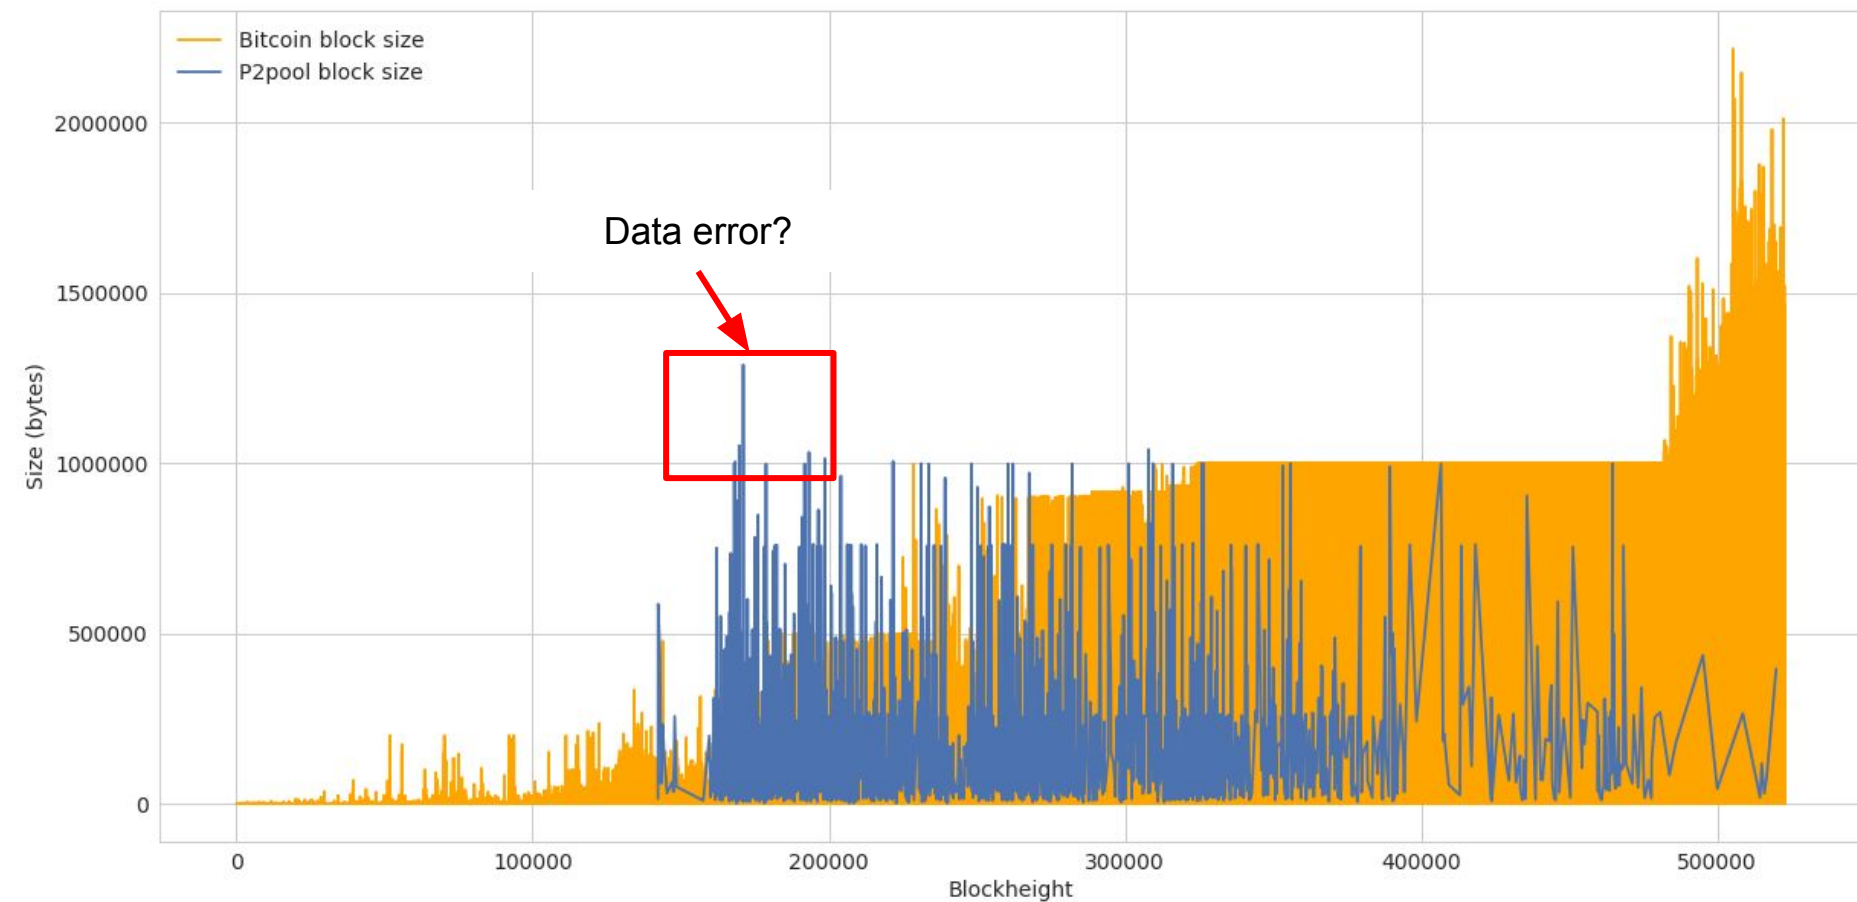 Bitcoin block size
P2pool block size
2000000
Data error?
1500000
1000000
500000
0
Size (bytes)
0 100000 200000 300000 400000 500000
Blockheight